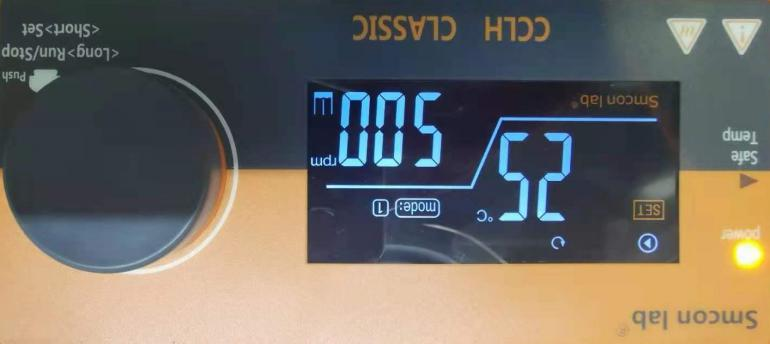 Smcon lab®
power
SET
mode: 1
25 °C
500 rpm
Safe
Temp
Smcon lab®
Push
<Long>Run/Stop
<Short>Set
CCLH CLASSIC